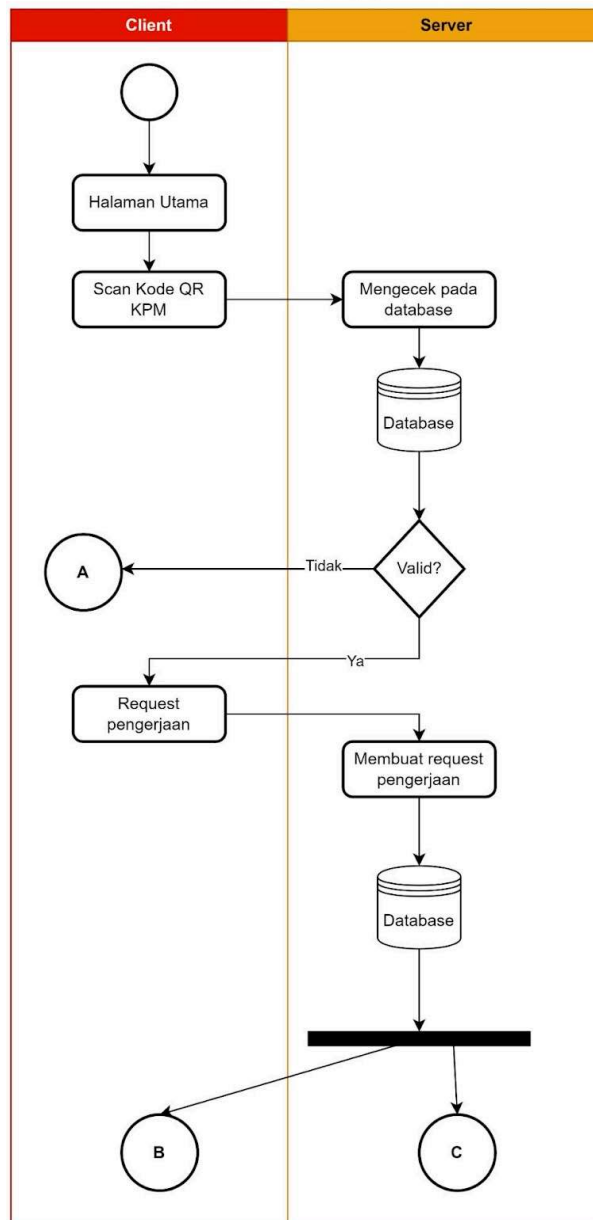 Client
Server
Halaman Utama
Scan Kode QR
KPM
Mengecek pada
database
Database
Valid?
Tidak
A
Ya
Request
pengerjaan
Membuat request
pengerjaan
Database
B
C